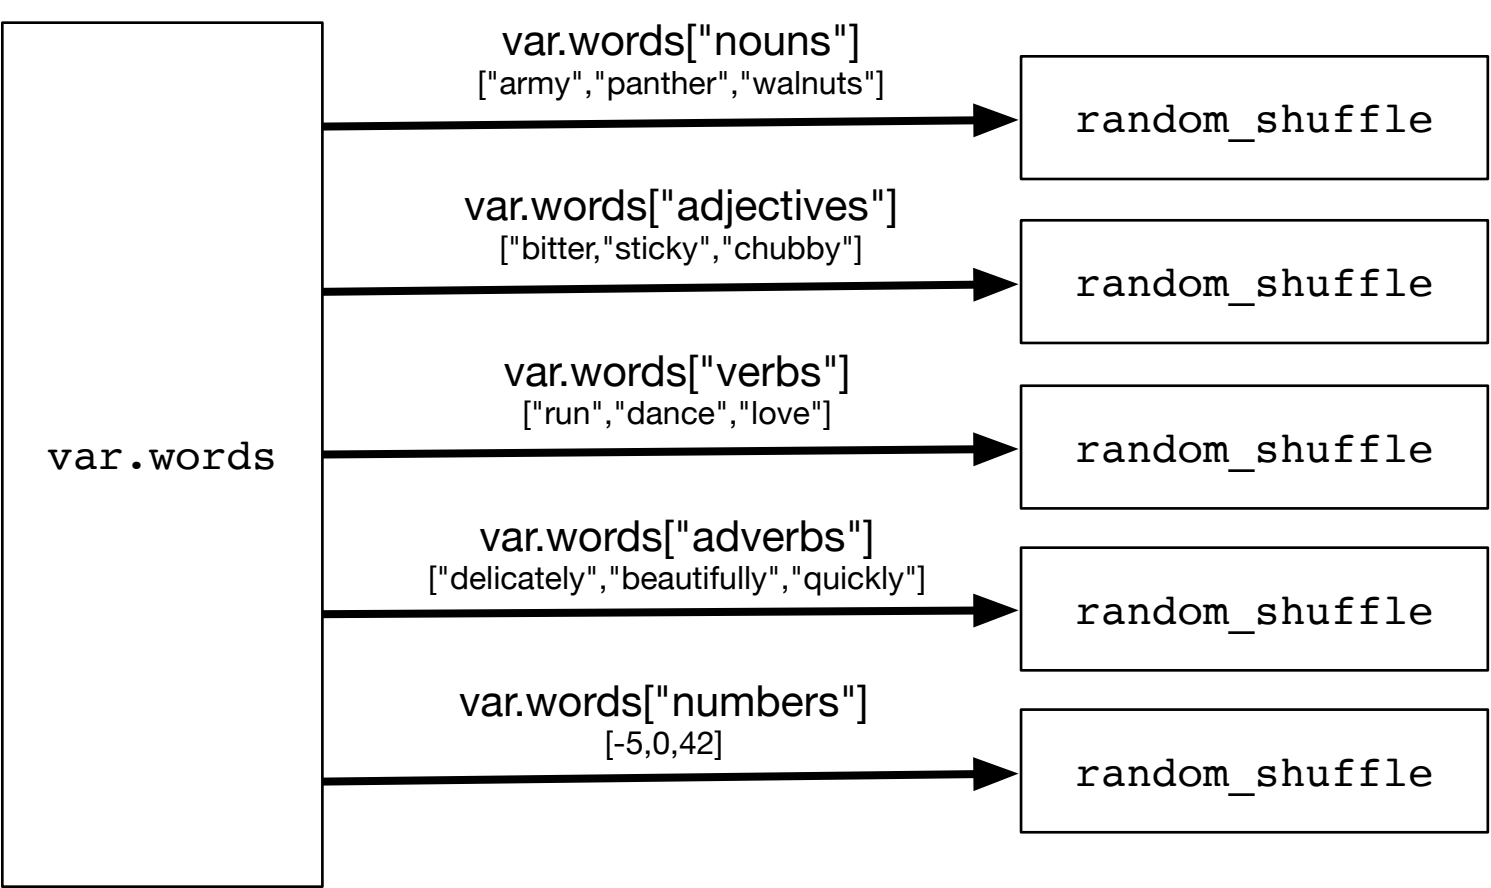 var.words
var.words["nouns"]
["army","panther","walnuts"]
random_shuffle
var.words["adjectives"]
["bitter,"sticky","chubby"]
random_shuffle
var.words["verbs"]
["run","dance","love"]
random_shuffle
var.words["adverbs"]
["delicately","beautifully","quickly"]
random_shuffle
var.words["numbers"]
[-5,0,42]
random_shuffle